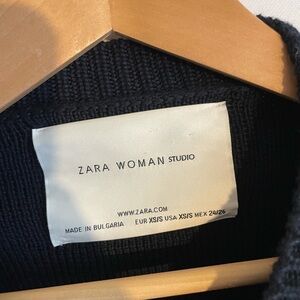 ZARA WOMAN STUDIO
WWW.ZARA.COM
MADE IN BULGARIA EUR XS/S USA XS/S MEX 24/26